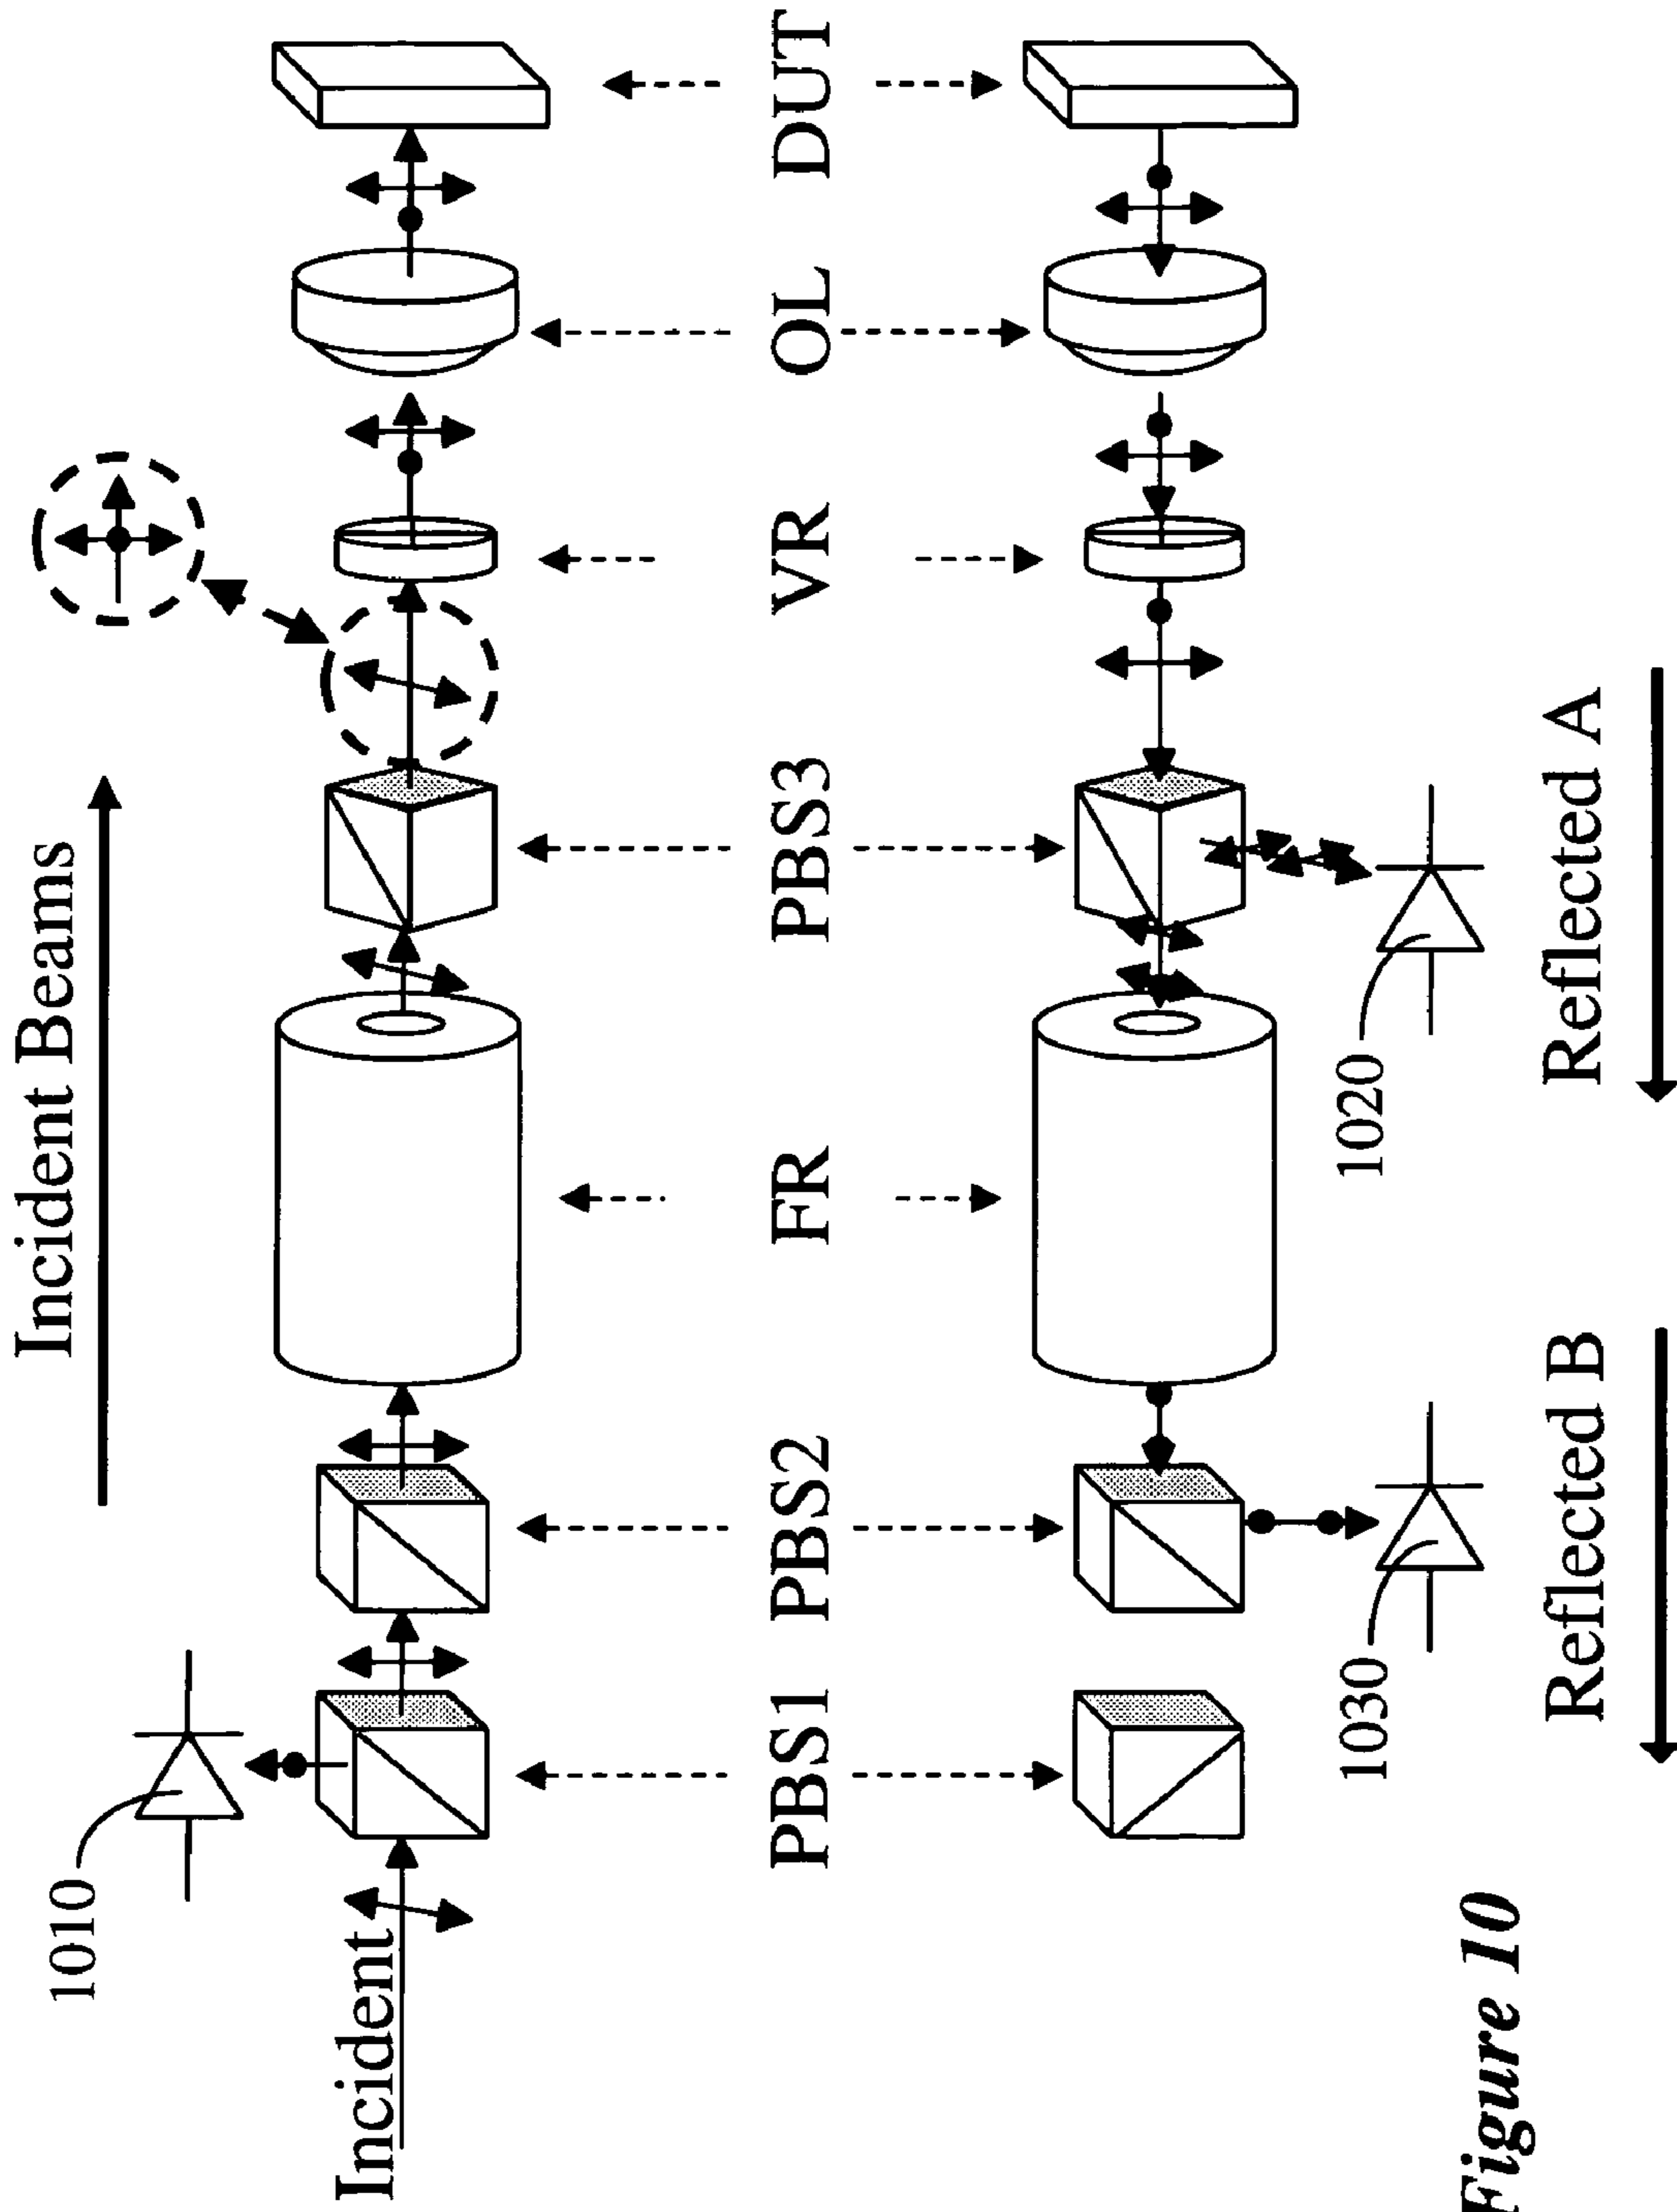 Incident Beams
1010
Incident
PBS1 PBS2 FR PBS3 VR OL DUT
1030
1020
Reflected B
Reflected A
Figure 10